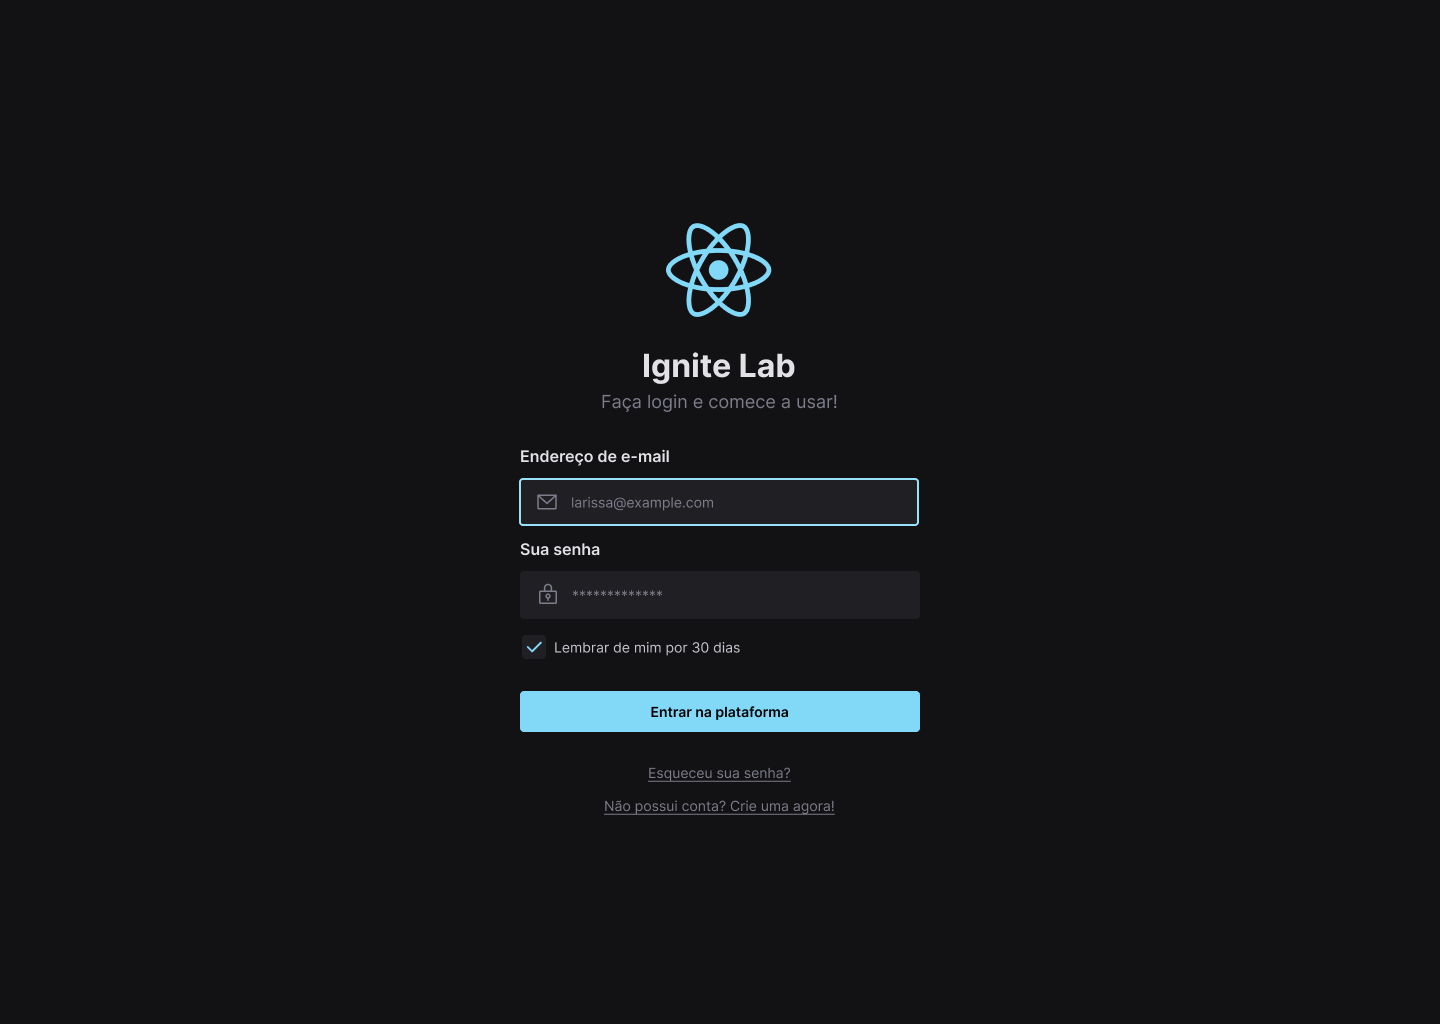 Ignite Lab
Faça login e comece a usar!
Endereço de e-mail
larissa@example.com
Sua senha
*************
Lembrar de mim por 30 dias
Entrar na plataforma
Esqueceu sua senha?
Não possui conta? Crie uma agora!